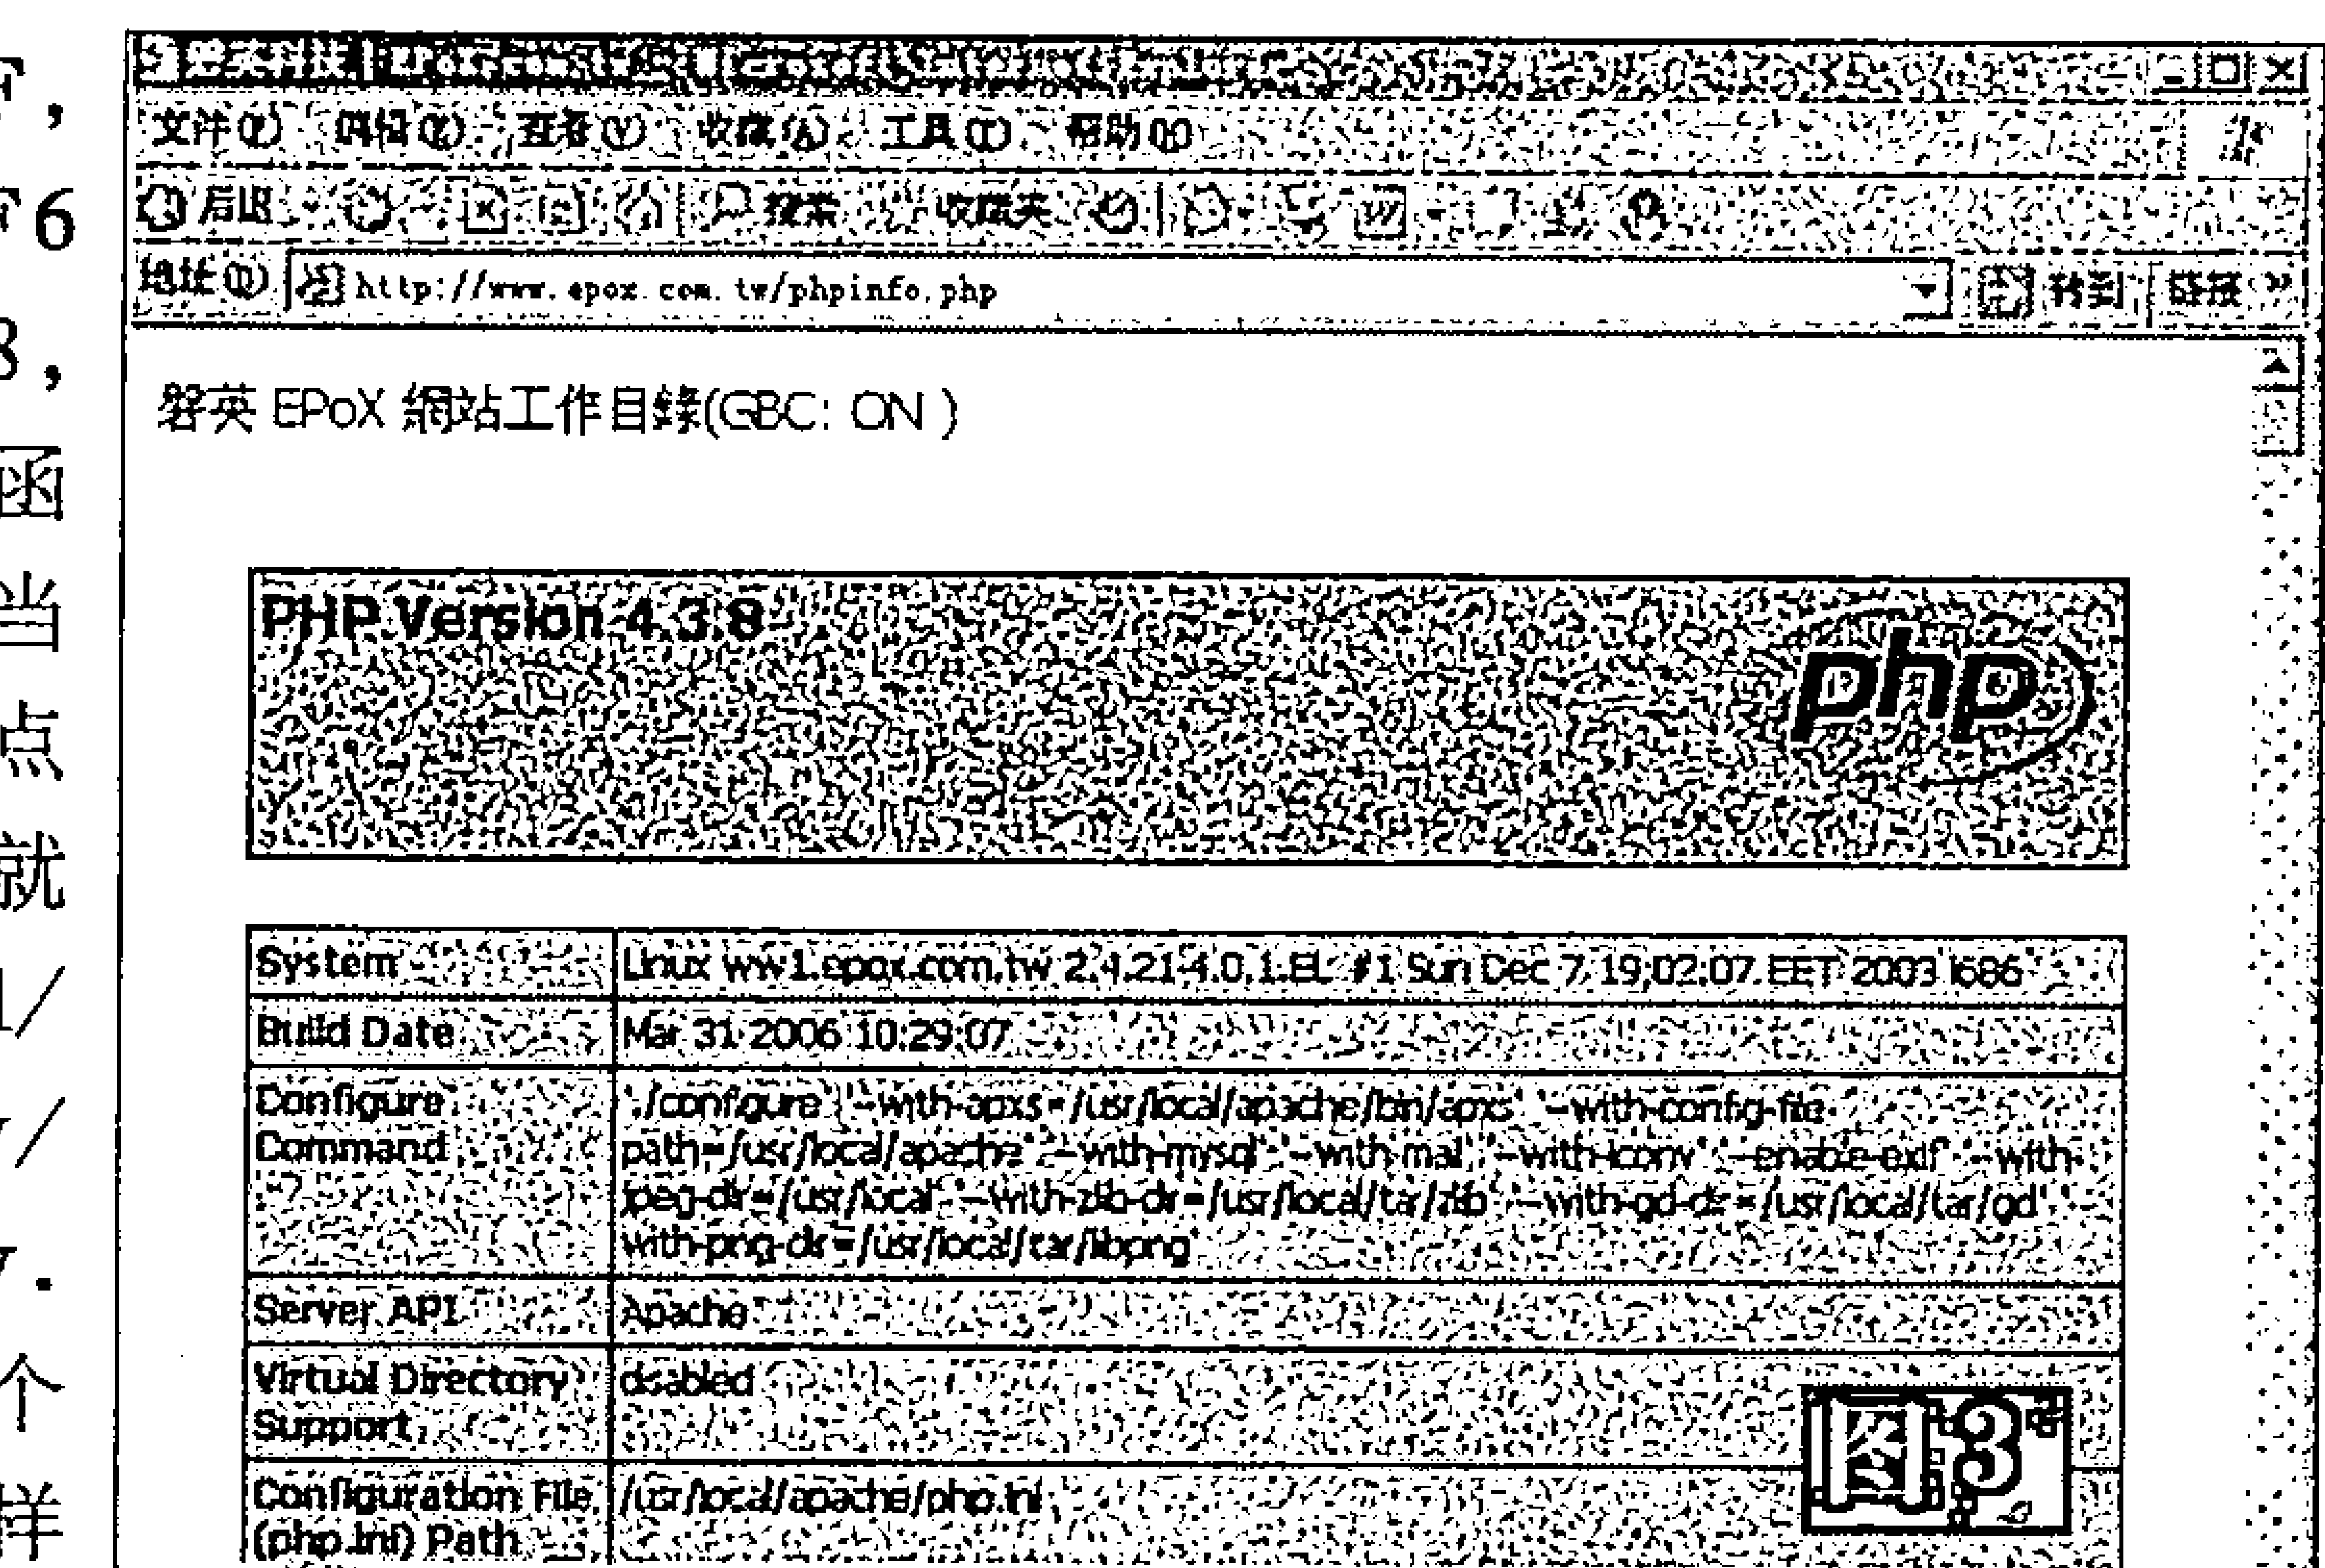 F,
F6
8,
函
当
点
就
1/
/
.
个
样
文件(F) 编辑(E) 查看(V) 收藏(A) 工具(T) 帮助(H)
后退 搜索 收藏夹
地址(D) http://www.epox.com.tw/phpinfo.php 转到 链接 »
磐英 EPoX 網站工作目錄(GBC: ON )
PHP Version 4.3.8
php
System Linux ww1.epox.com.tw 2.4.21-4.0.1.EL #1 Sun Dec 7 19:02:07 EET 2003 i686
Build Date Mar 31 2006 10:29:07
Configure './configure' '--with-apxs=/usr/local/apache/bin/apxs' '--with-config-file-
Command path=/usr/local/apache' '--with-mysql' '--with-mail' '--with-iconv' '--enable-exif' '--with-
jpeg-dir=/usr/local' '--with-zlib-dir=/usr/local/tar/zlib' '--with-gd-dir=/usr/local/tar/gd' '--
with-png-dir=/usr/local/tar/libpng'
Server API Apache
Virtual Directory disabled
Support
图3
Configuration File /usr/local/apache/php.ini
(php.ini) Path